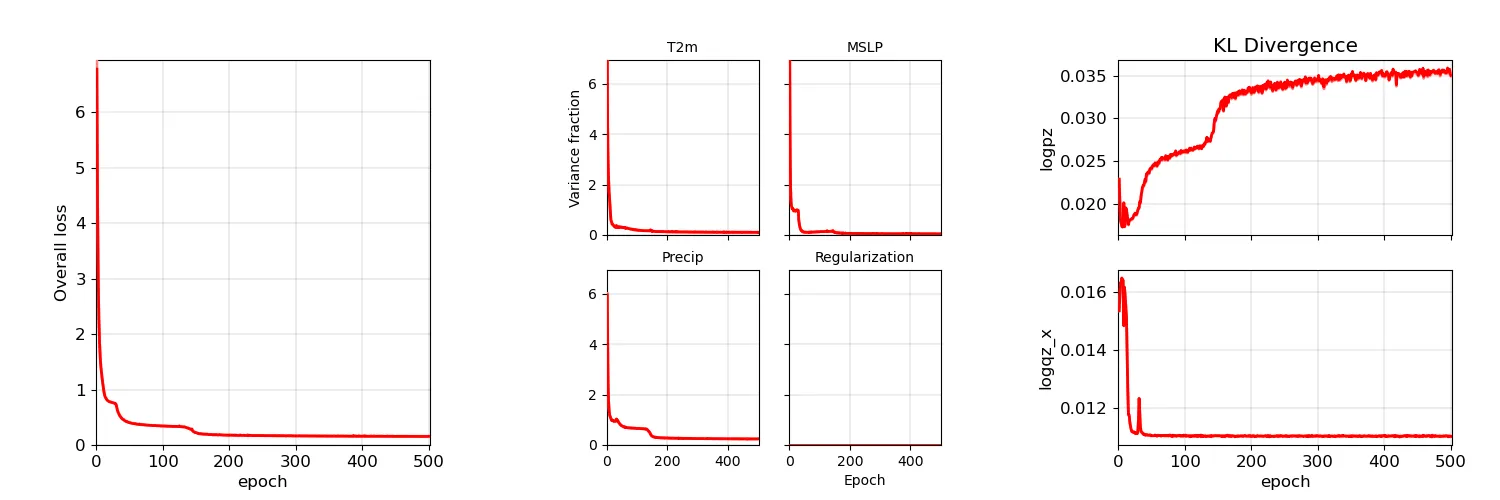 Overall loss
6
5
4
3
2
1
0
0 100 200 300 400 500
epoch
T2m
MSLP
0 400
Variance fraction
6
4
2
0
Precip
Regularization
6
4
2
0
0 200 400
0 200 400
Epoch
KL Divergence
logpz
0.035
0.030
0.025
0.020
logqz_x
0.016
0.014
0.012
0 100 200 300 400 500
epoch